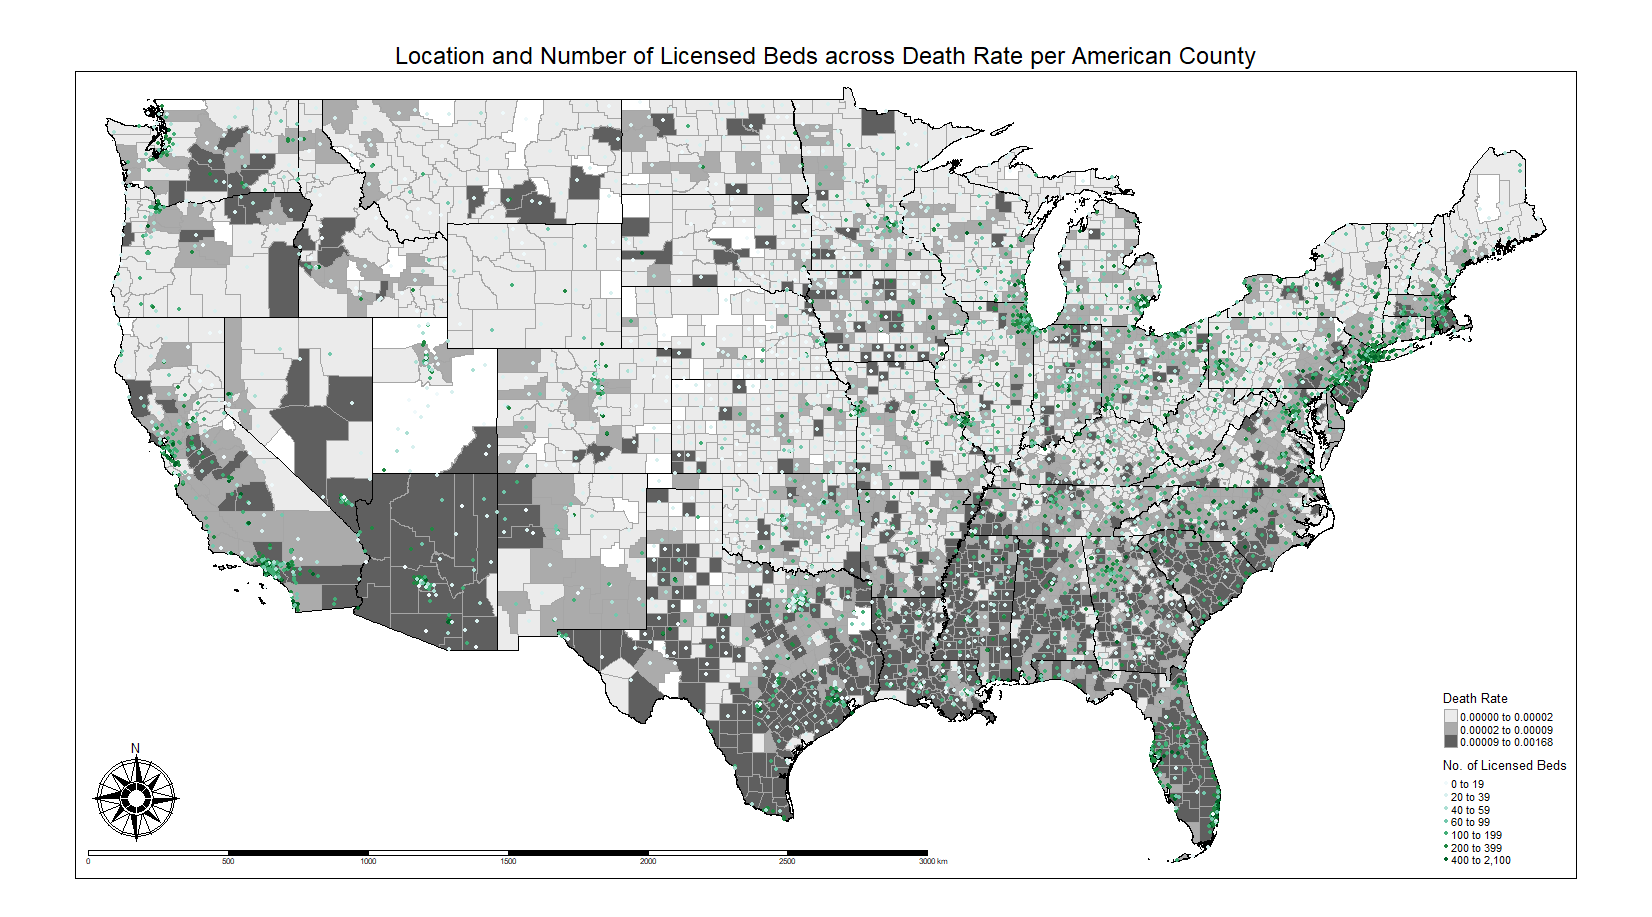 Location and Number of Licensed Beds across Death Rate per American County
Death Rate
0.00000 to 0.00002
0.00002 to 0.00009
0.00009 to 0.00168
No. of Licensed Beds
0 to 19
20 to 39
40 to 59
60 to 99
100 to 199
200 to 399
400 to 2,100
N
0 500 1000 1500 2000 2500 3000 km